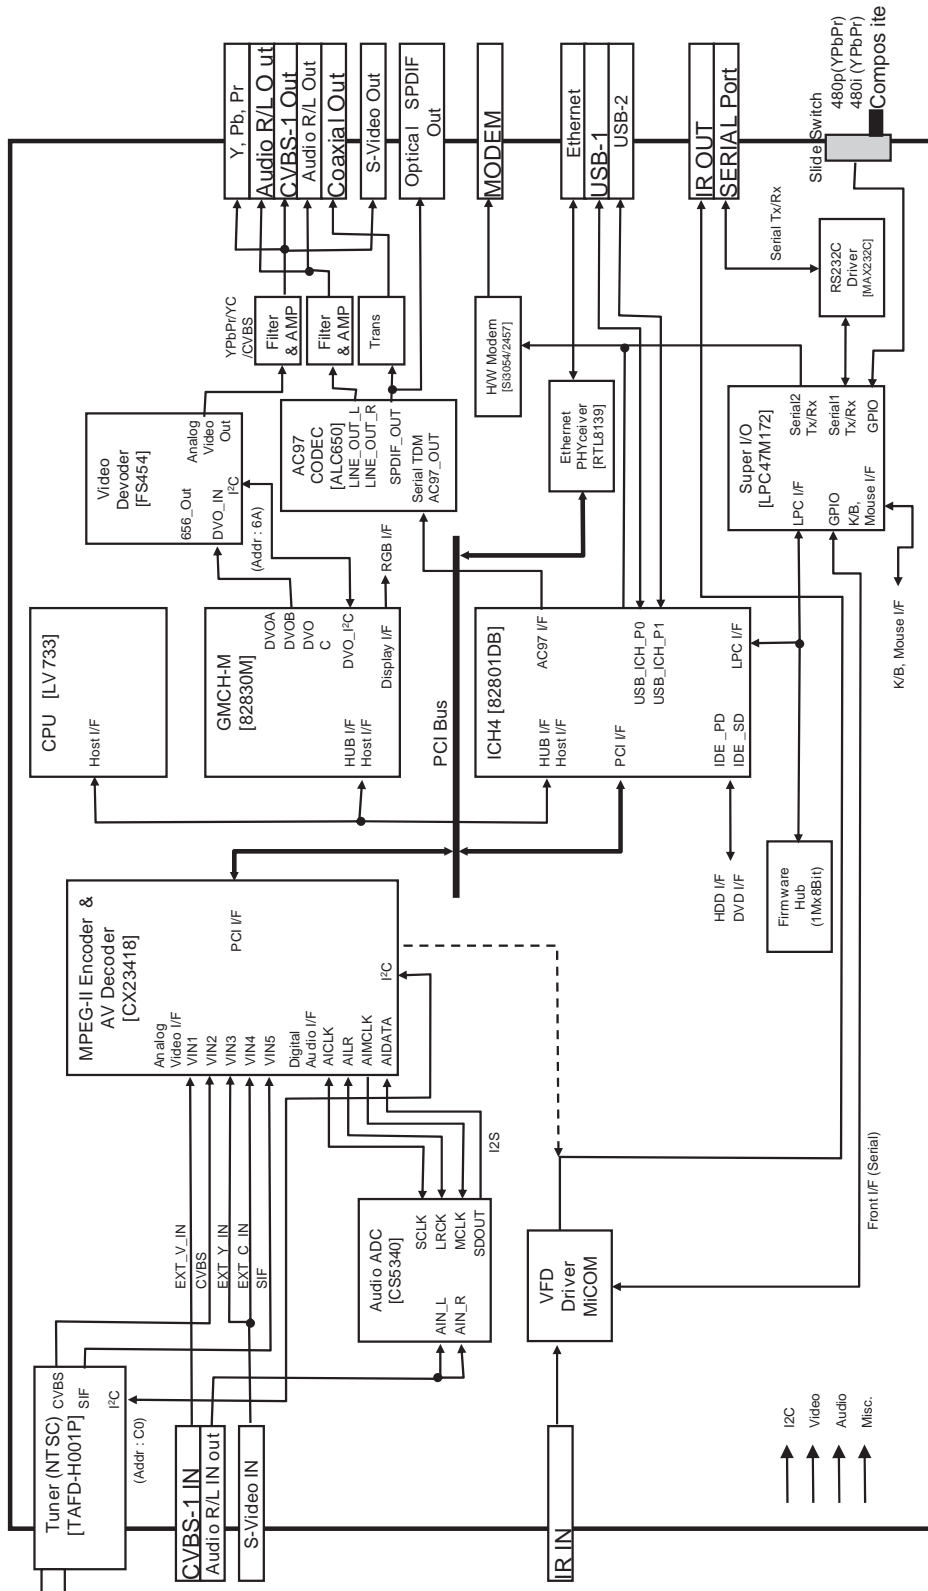 Tuner (NTSC)
[TAFD-H001P]
CVBS
SIF
I²C
(Addr : C0)
CVBS-1 IN
Audio R/L IN out
S-Video IN
IR IN
EXT_V_IN
CVBS
EXT_Y_IN
EXT_C_IN
SIF
Audio ADC
[CS5340]
AIN_L
AIN_R
SCLK
LRCK
MCLK
SDOUT
I2S
VFD
Driver
MiCOM
Front I/F (Serial)
I2C
Video
Audio
Misc.
MPEG-II Encoder &
AV Decoder
[CX23418]
Analog
Video I/F
VIN1
VIN2
VIN3
VIN4
VIN5
Digital
Audio I/F
AICLK
AILR
AIMCLK
AIDATA
PCI I/F
I²C
CPU [LV 733]
Host I/F
GMCH-M
[82830M]
HUB I/F
Host I/F
DVOA
DVOB
DVO
C
DVO_I²C
Display I/F
RGB I/F
PCI Bus
ICH4 [82801DB]
HUB I/F
Host I/F
PCI I/F
IDE_PD
IDE_SD
AC97 I/F
USB_ICH_P0
USB_ICH_P1
LPC I/F
HDD I/F
DVD I/F
Firmware
Hub
(1Mx8Bit)
K/B, Mouse I/F
Video
Devoder
[FS454]
656_Out
DVO_IN
I²C
Analog
Video
Out
(Addr : 6A)
AC97
CODEC
[ALC650]
LINE_OUT_L
LINE_OUT_R
SPDIF_OUT
Serial TDM
AC97_OUT
Ethernet
PHYceiver
[RTL8139]
Super I/O
[LPC47M172]
LPC I/F
GPIO
K/B,
Mouse I/F
Serial2
Tx/Rx
Serial1
Tx/Rx
GPIO
YPbPr/YC
/CVBS
Filter
& AMP
Filter
& AMP
Trans
H/W Modem
[Si3054/2457]
RS232C
Driver
[MAX232C]
Serial Tx/Rx
Y, Pb, Pr
Audio R/L O ut
CVBS-1 Out
Audio R/L Out
Coaxial Out
S-Video Out
Optical SPDIF
Out
MODEM
Ethernet
USB-1
USB-2
IR OUT
SERIAL Port
Slide Switch
480p(YPbPr)
480i (YPbPr)
Compos ite